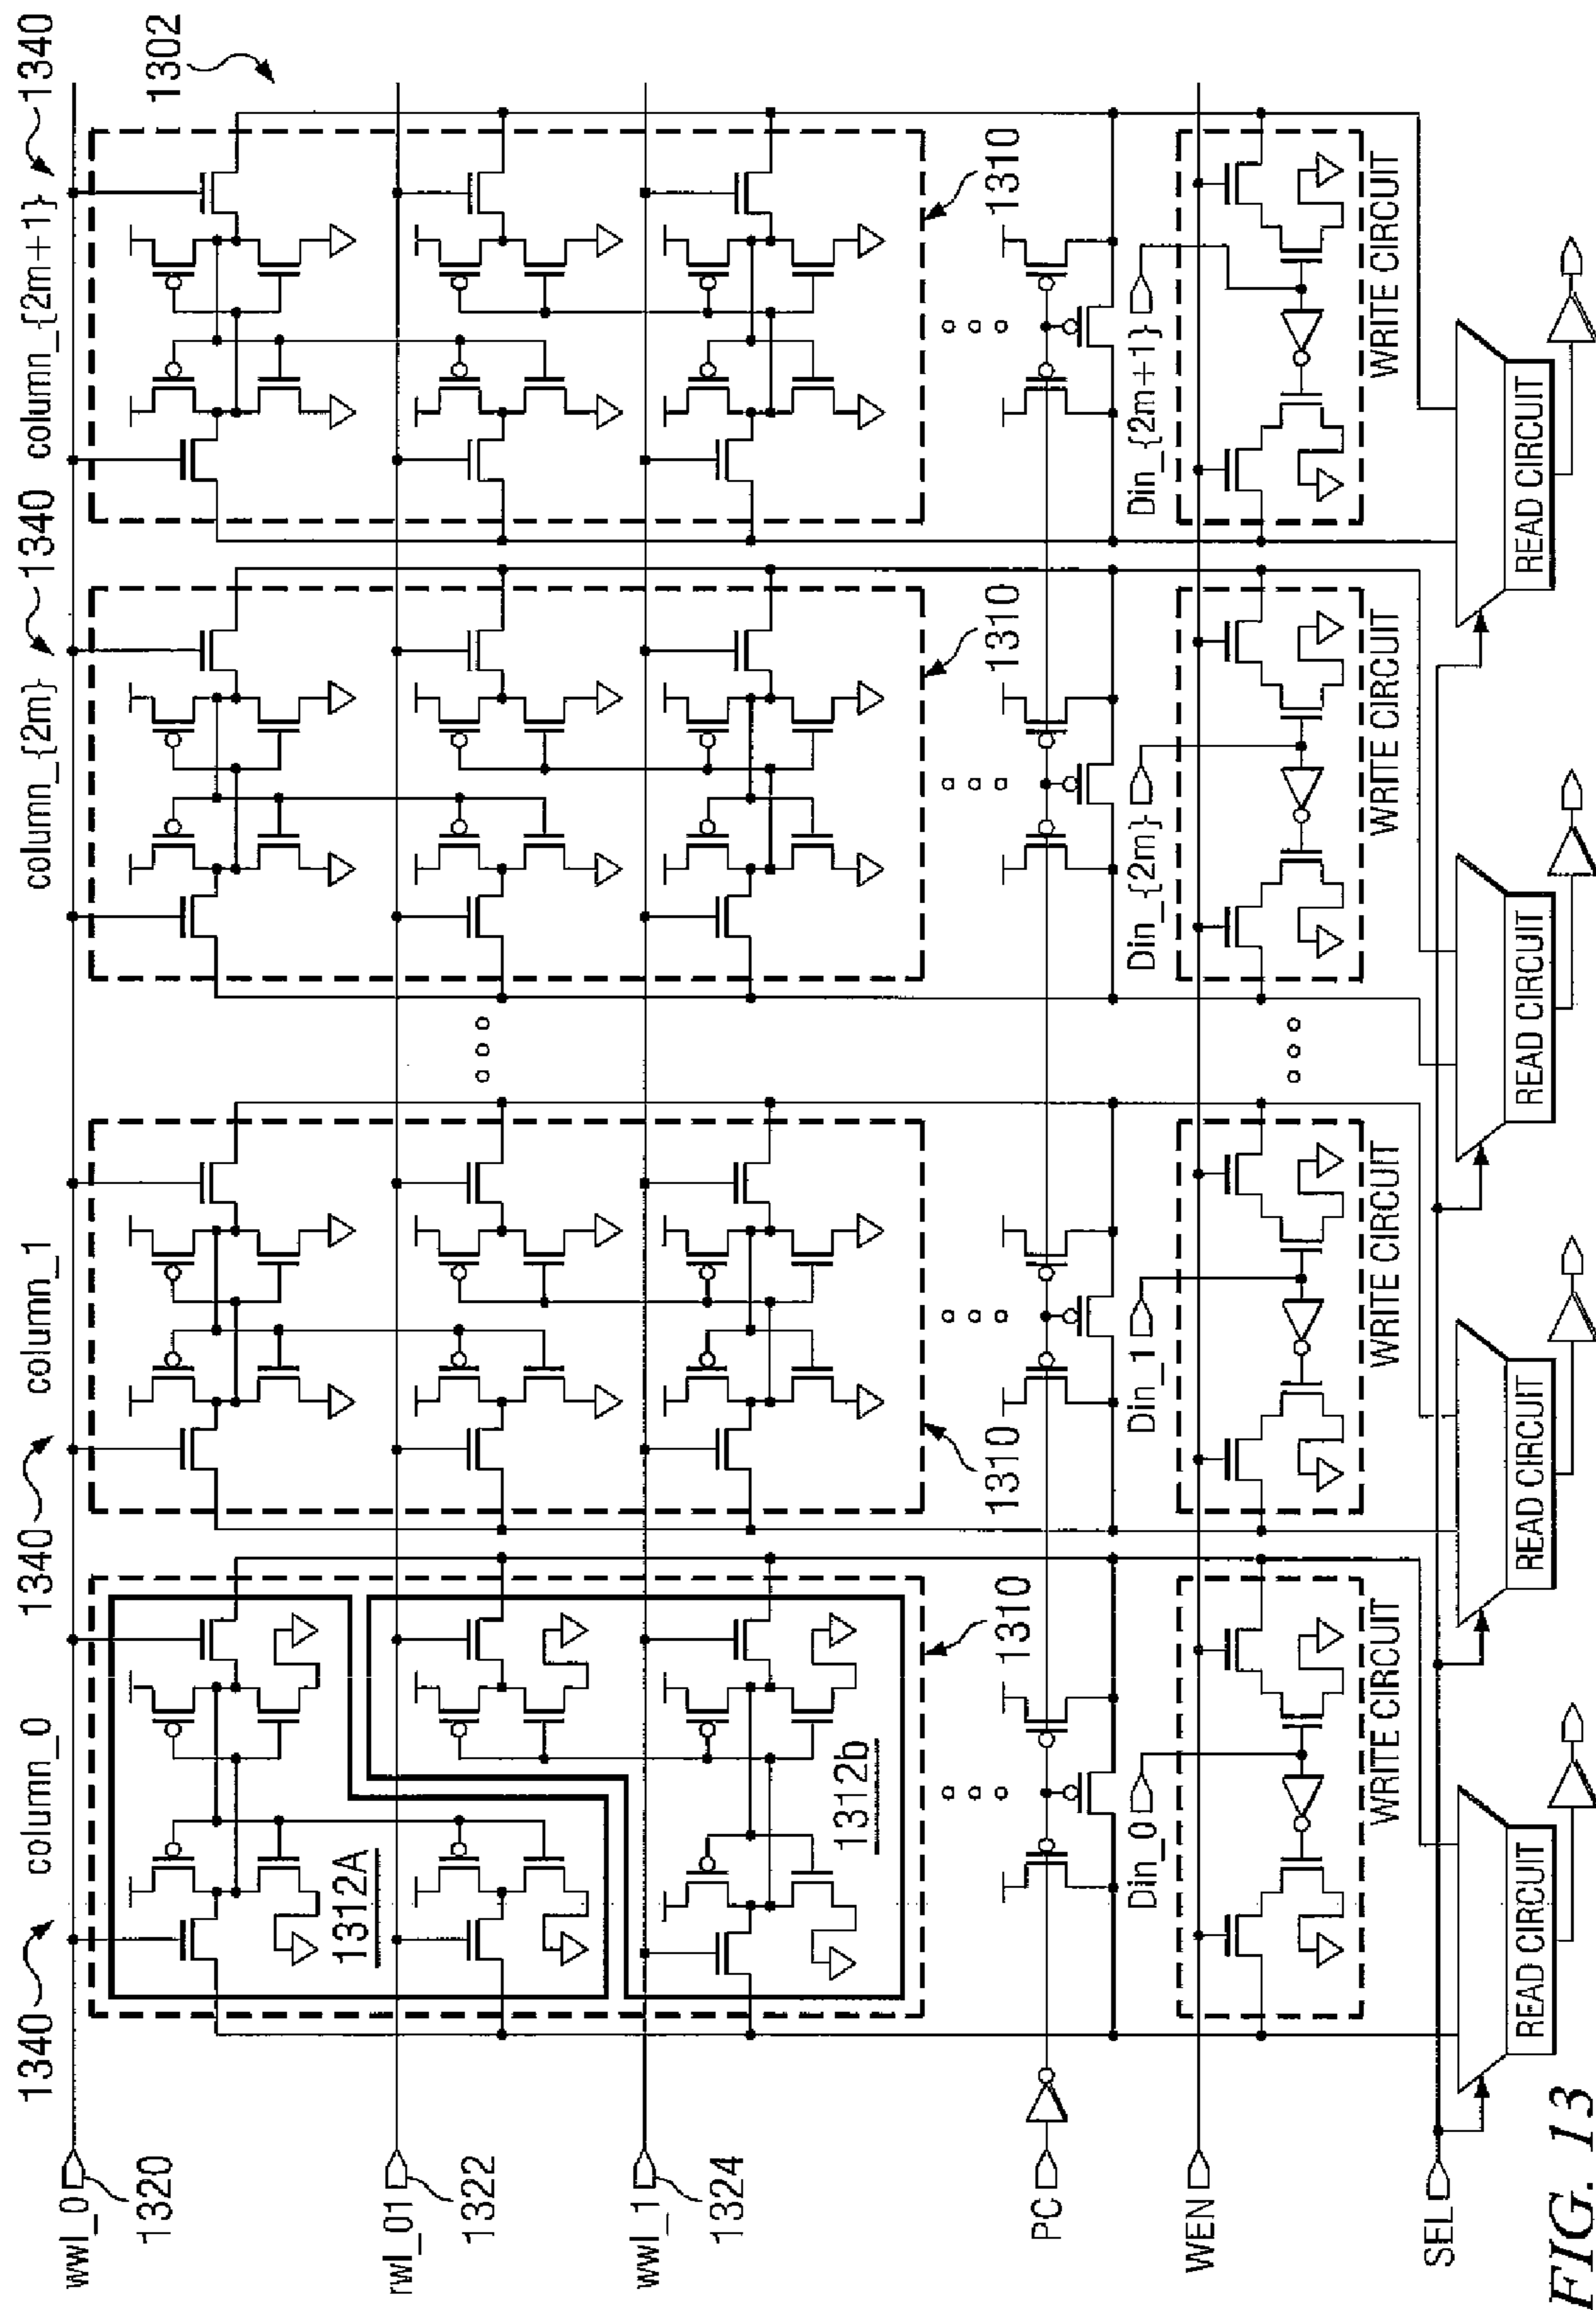 1340 column_0 1340 column_1 column_{2m} 1340 column_{2m+1} 1340
wwl_0
1320 1302
1312A
rwl_01
1322
wwl_1
1324
1312b
1310 1310 1310 1310
PC
Din_0 Din_1 Din_{2m} Din_{2m+1}
WEN
WRITE CIRCUIT WRITE CIRCUIT WRITE CIRCUIT WRITE CIRCUIT
SEL
READ CIRCUIT READ CIRCUIT READ CIRCUIT READ CIRCUIT
FIG. 13